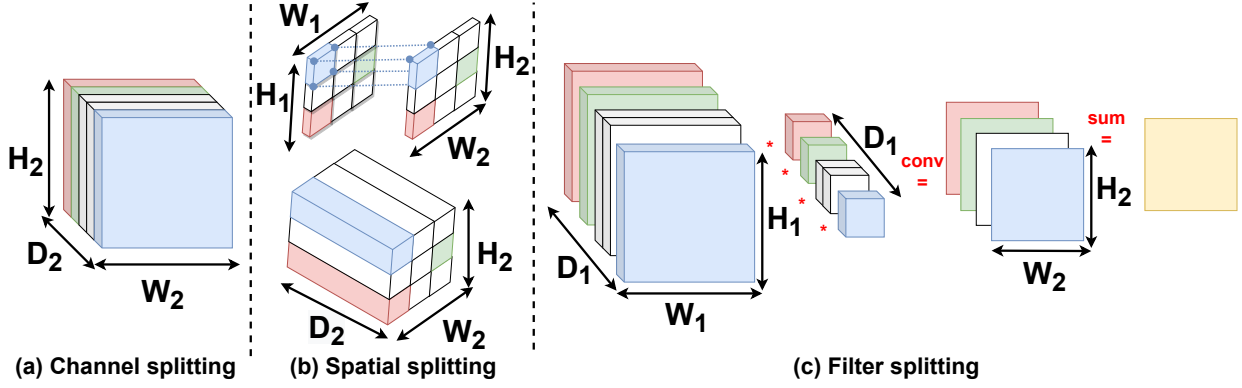 H2
D2
W2
(a) Channel splitting
W1
H1
H2
W2
H2
D2
W2
(b) Spatial splitting
D1
W1
H1
*
*
*
*
D1
conv
=
H2
W2
sum
=
(c) Filter splitting